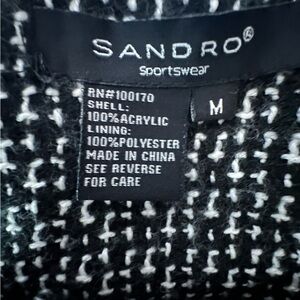 SANDRO®
Sportswear
RN#100170
SHELL:
100%ACRYLIC
LINING:
100%POLYESTER
MADE IN CHINA
SEE REVERSE
FOR CARE
M